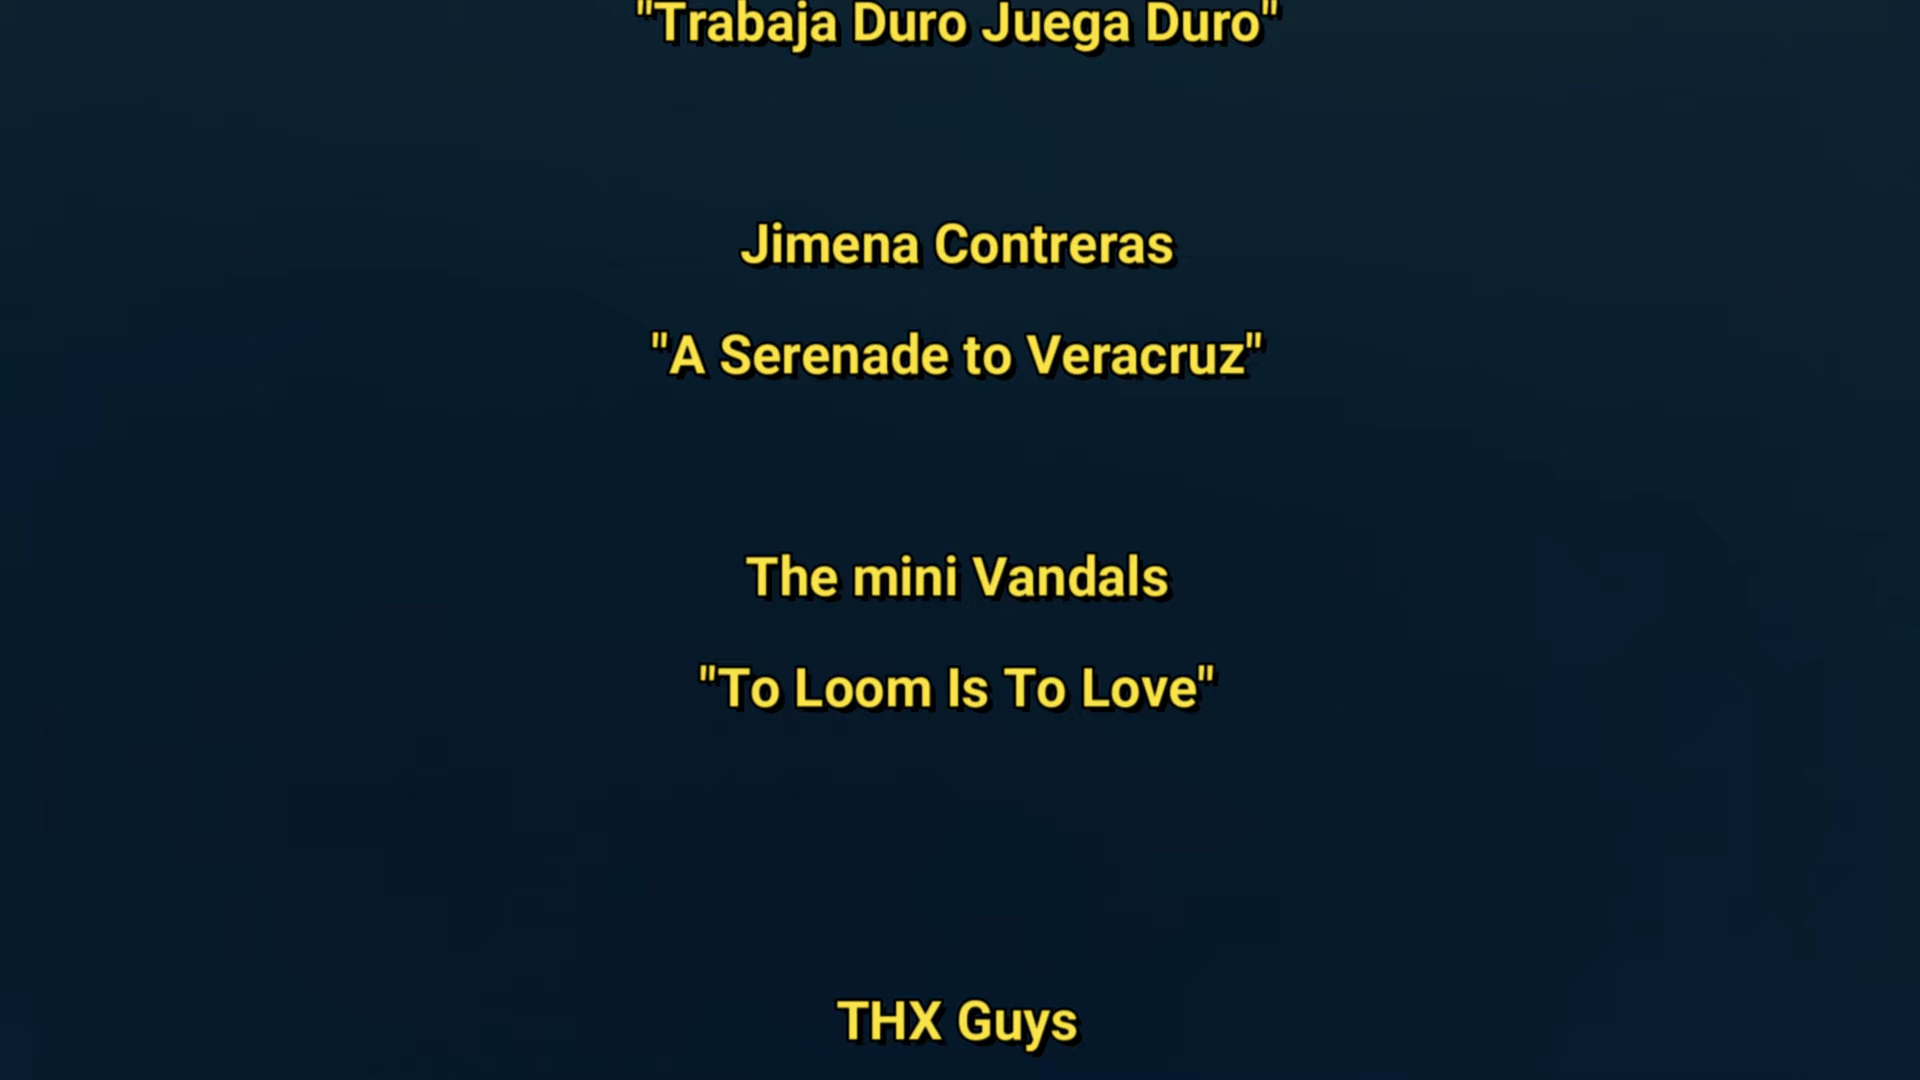 "Trabaja Duro Juega Duro"
Jimena Contreras
"A Serenade to Veracruz"
The mini Vandals
"To Loom Is To Love"
THX Guys